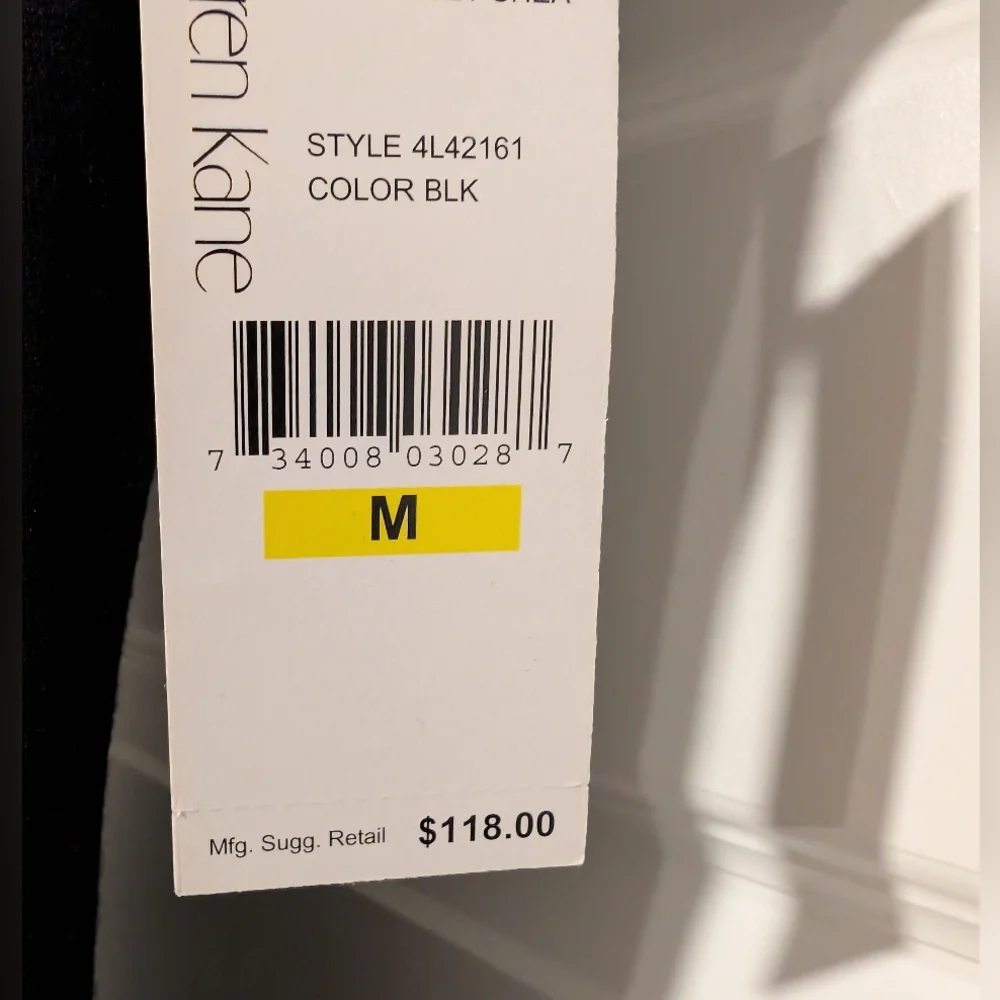 ren Kane
STYLE 4L42161
COLOR BLK
7 34008 03028 7
M
Mfg. Sugg. Retail $118.00